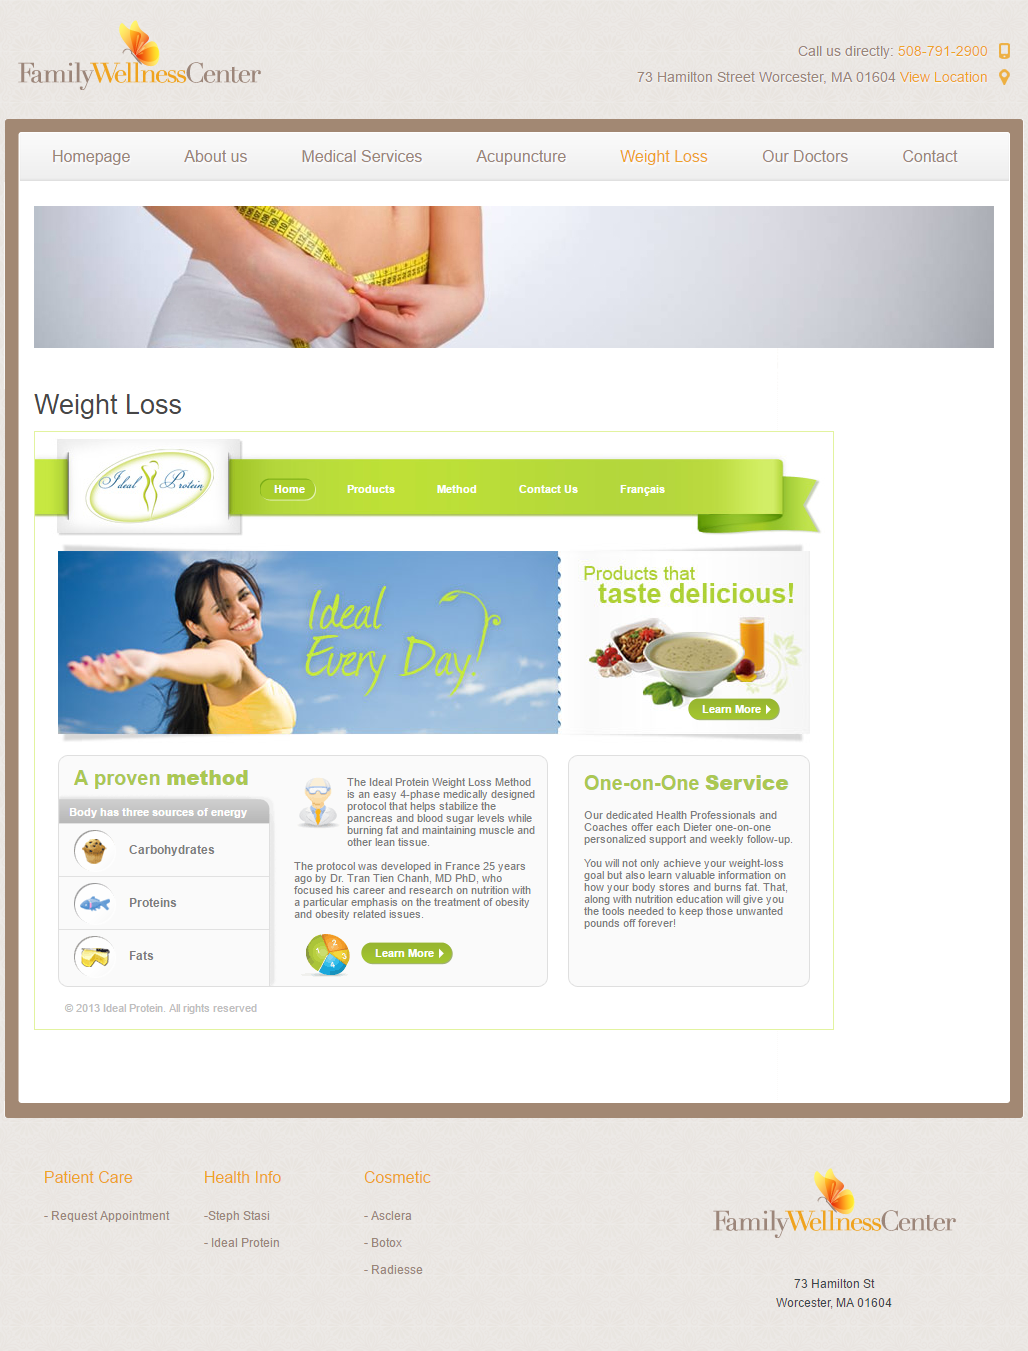 FamilyWellnessCenter
Call us directly: 508-791-2900
73 Hamilton Street Worcester, MA 01604 View Location
Homepage About us Medical Services Acupuncture Weight Loss Our Doctors Contact
Weight Loss
Ideal Protein
Home Products Method Contact Us Français
Ideal
Every Day!
Products that
taste delicious!
Learn More
A proven method
Body has three sources of energy
Carbohydrates
Proteins
Fats
The Ideal Protein Weight Loss Method
is an easy 4-phase medically designed
protocol that helps stabilize the
pancreas and blood sugar levels while
burning fat and maintaining muscle and
other lean tissue.
The protocol was developed in France 25 years
ago by Dr. Tran Tien Chanh, MD PhD, who
focused his career and research on nutrition with
a particular emphasis on the treatment of obesity
and obesity related issues.
1 2 3 4
Learn More
One-on-One Service
Our dedicated Health Professionals and
Coaches offer each Dieter one-on-one
personalized support and weekly follow-up.
You will not only achieve your weight-loss
goal but also learn valuable information on
how your body stores and burns fat. That,
along with nutrition education will give you
the tools needed to keep those unwanted
pounds off forever!
© 2013 Ideal Protein. All rights reserved
Patient Care
- Request Appointment
Health Info
-Steph Stasi
- Ideal Protein
Cosmetic
- Asclera
- Botox
- Radiesse
FamilyWellnessCenter
73 Hamilton St
Worcester, MA 01604